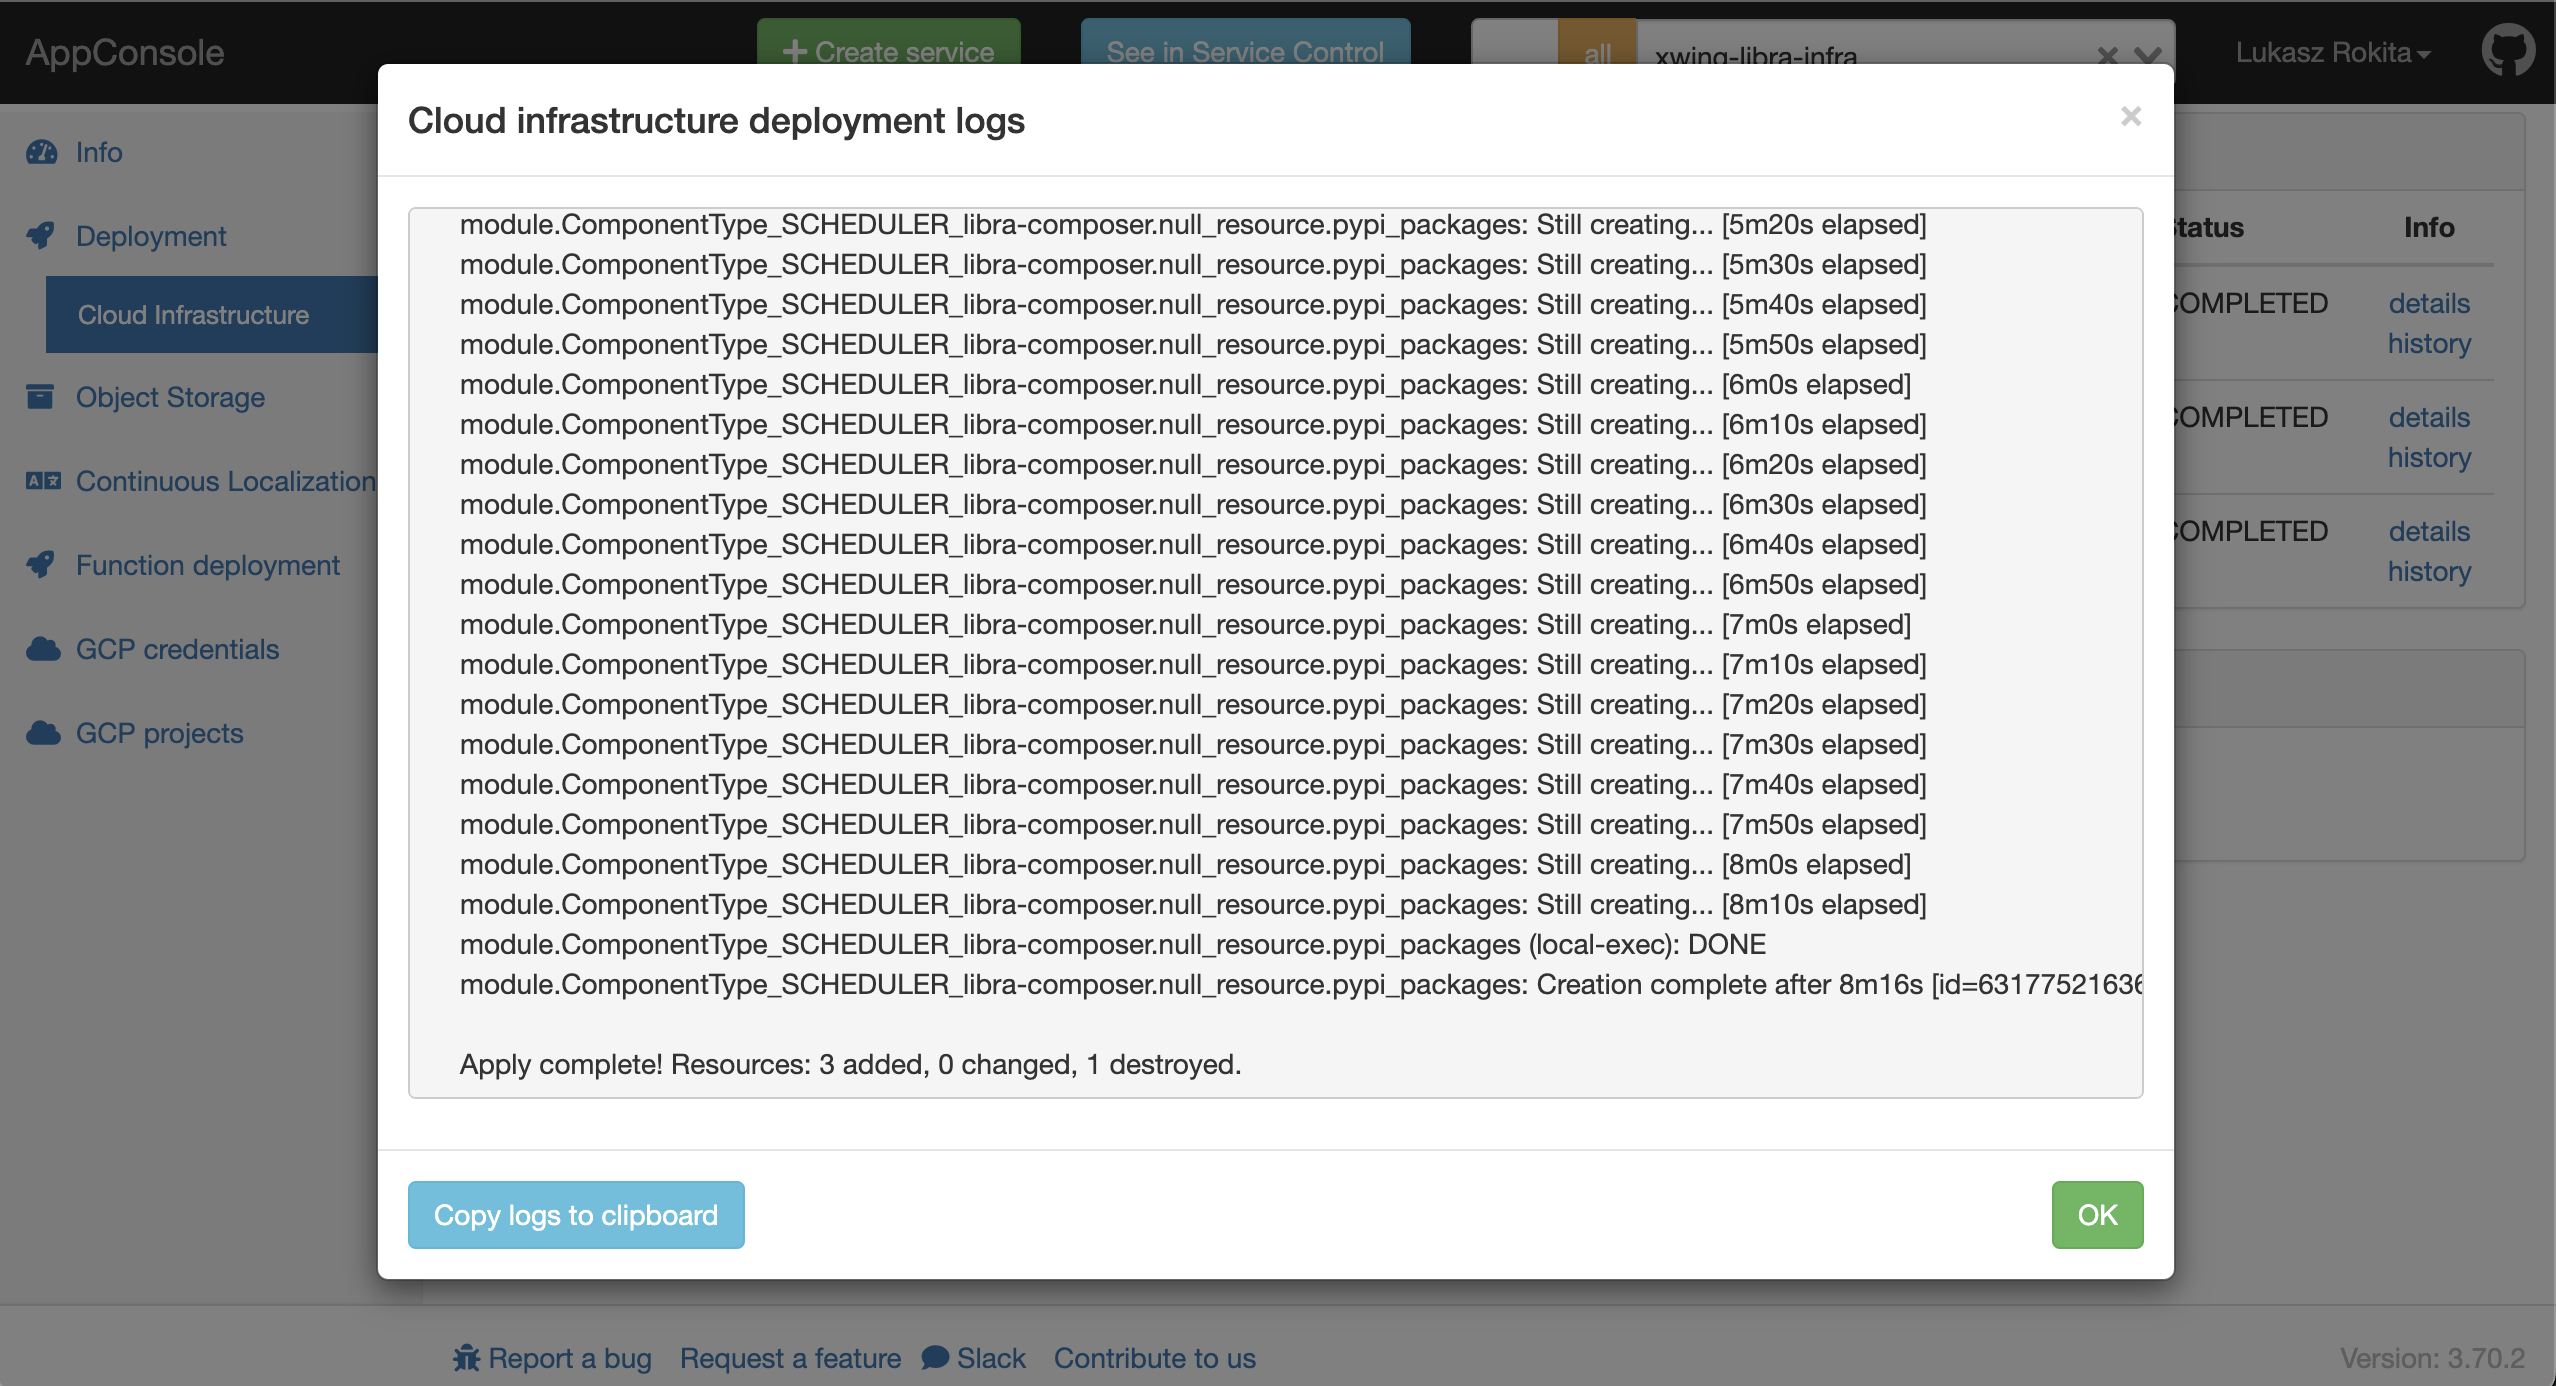 AppConsole
Create service
See in Service Control
all
xwing-libra-infra
Lukasz Rokita
Cloud infrastructure deployment logs
×
Info
Deployment
Cloud Infrastructure
Object Storage
Continuous Localization
Function deployment
GCP credentials
GCP projects
module.ComponentType_SCHEDULER_libra-composer.null_resource.pypi_packages: Still creating... [5m20s elapsed]
module.ComponentType_SCHEDULER_libra-composer.null_resource.pypi_packages: Still creating... [5m30s elapsed]
module.ComponentType_SCHEDULER_libra-composer.null_resource.pypi_packages: Still creating... [5m40s elapsed]
module.ComponentType_SCHEDULER_libra-composer.null_resource.pypi_packages: Still creating... [5m50s elapsed]
module.ComponentType_SCHEDULER_libra-composer.null_resource.pypi_packages: Still creating... [6m0s elapsed]
module.ComponentType_SCHEDULER_libra-composer.null_resource.pypi_packages: Still creating... [6m10s elapsed]
module.ComponentType_SCHEDULER_libra-composer.null_resource.pypi_packages: Still creating... [6m20s elapsed]
module.ComponentType_SCHEDULER_libra-composer.null_resource.pypi_packages: Still creating... [6m30s elapsed]
module.ComponentType_SCHEDULER_libra-composer.null_resource.pypi_packages: Still creating... [6m40s elapsed]
module.ComponentType_SCHEDULER_libra-composer.null_resource.pypi_packages: Still creating... [6m50s elapsed]
module.ComponentType_SCHEDULER_libra-composer.null_resource.pypi_packages: Still creating... [7m0s elapsed]
module.ComponentType_SCHEDULER_libra-composer.null_resource.pypi_packages: Still creating... [7m10s elapsed]
module.ComponentType_SCHEDULER_libra-composer.null_resource.pypi_packages: Still creating... [7m20s elapsed]
module.ComponentType_SCHEDULER_libra-composer.null_resource.pypi_packages: Still creating... [7m30s elapsed]
module.ComponentType_SCHEDULER_libra-composer.null_resource.pypi_packages: Still creating... [7m40s elapsed]
module.ComponentType_SCHEDULER_libra-composer.null_resource.pypi_packages: Still creating... [7m50s elapsed]
module.ComponentType_SCHEDULER_libra-composer.null_resource.pypi_packages: Still creating... [8m0s elapsed]
module.ComponentType_SCHEDULER_libra-composer.null_resource.pypi_packages: Still creating... [8m10s elapsed]
module.ComponentType_SCHEDULER_libra-composer.null_resource.pypi_packages (local-exec): DONE
module.ComponentType_SCHEDULER_libra-composer.null_resource.pypi_packages: Creation complete after 8m16s [id=63177521636
Apply complete! Resources: 3 added, 0 changed, 1 destroyed.
Copy logs to clipboard
OK
tatus Info
OMPLETED details
history
OMPLETED details
history
OMPLETED details
history
Report a bug Request a feature Slack Contribute to us
Version: 3.70.2